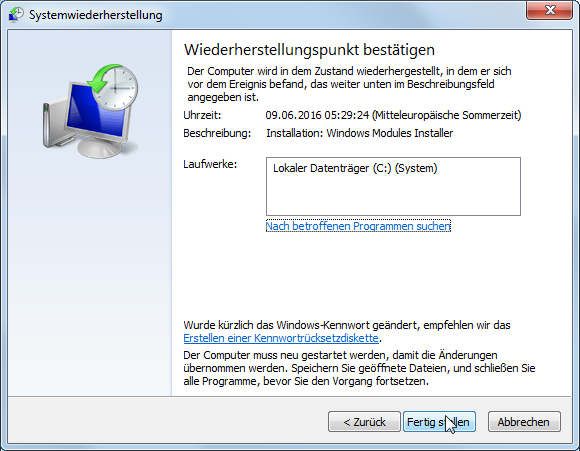 Systemwiederherstellung
Wiederherstellungspunkt bestätigen
Der Computer wird in dem Zustand wiederhergestellt, in dem er sich
vor dem Ereignis befand, das weiter unten im Beschreibungsfeld
angegeben ist.
Uhrzeit: 09.06.2016 05:29:24 (Mitteleuropäische Sommerzeit)
Beschreibung: Installation: Windows Modules Installer
Laufwerke: Lokaler Datenträger (C:) (System)
Nach betroffenen Programmen suchen
Wurde kürzlich das Windows-Kennwort geändert, empfehlen wir das
Erstellen einer Kennwortrücksetzdiskette.
Der Computer muss neu gestartet werden, damit die Änderungen
übernommen werden. Speichern Sie geöffnete Dateien, und schließen Sie
alle Programme, bevor Sie den Vorgang fortsetzen.
< Zurück Fertig stellen Abbrechen